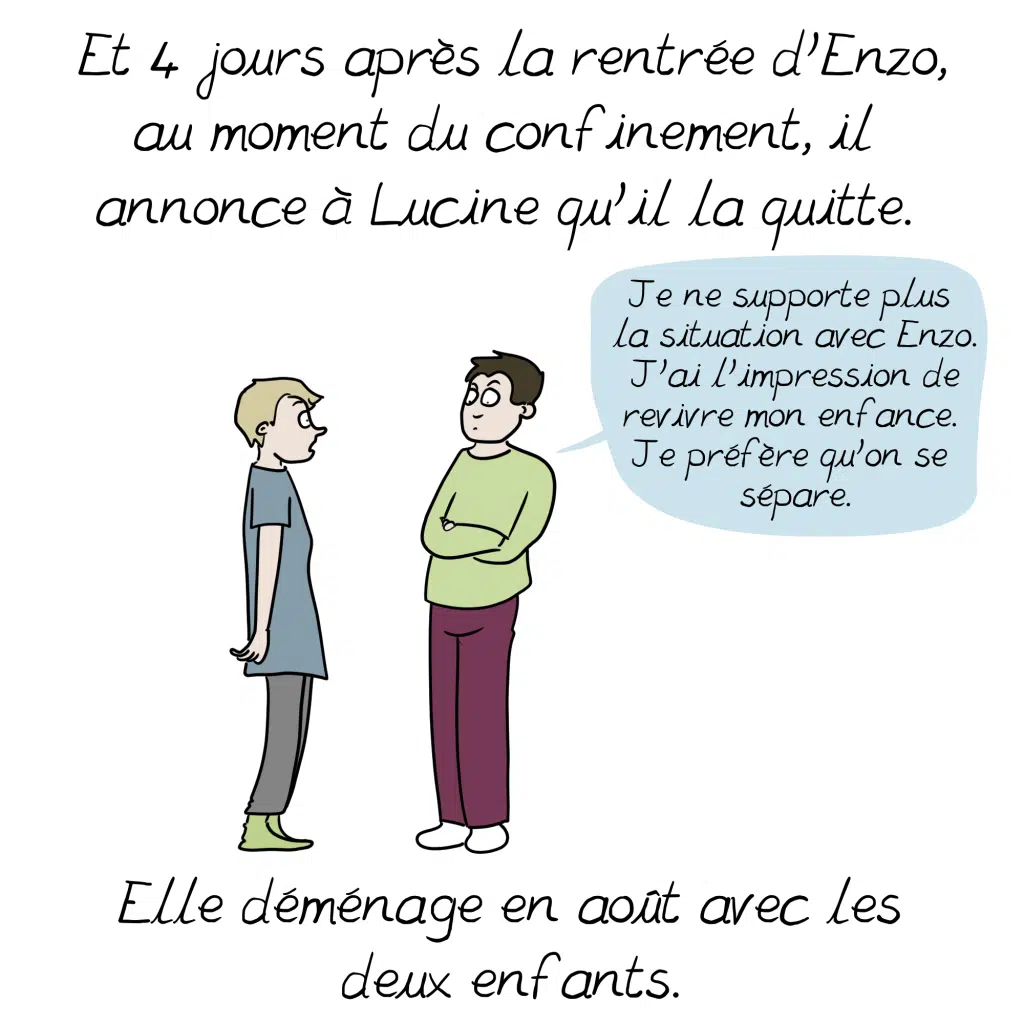 Et 4 jours après la rentrée d'Enzo,
au moment du confinement, il
annonce à Lucine qu'il la quitte.
Je ne supporte plus
la situation avec Enzo.
J'ai l'impression de
revivre mon enfance.
Je préfère qu'on se
sépare.
Elle déménage en août avec les
deux enfants.